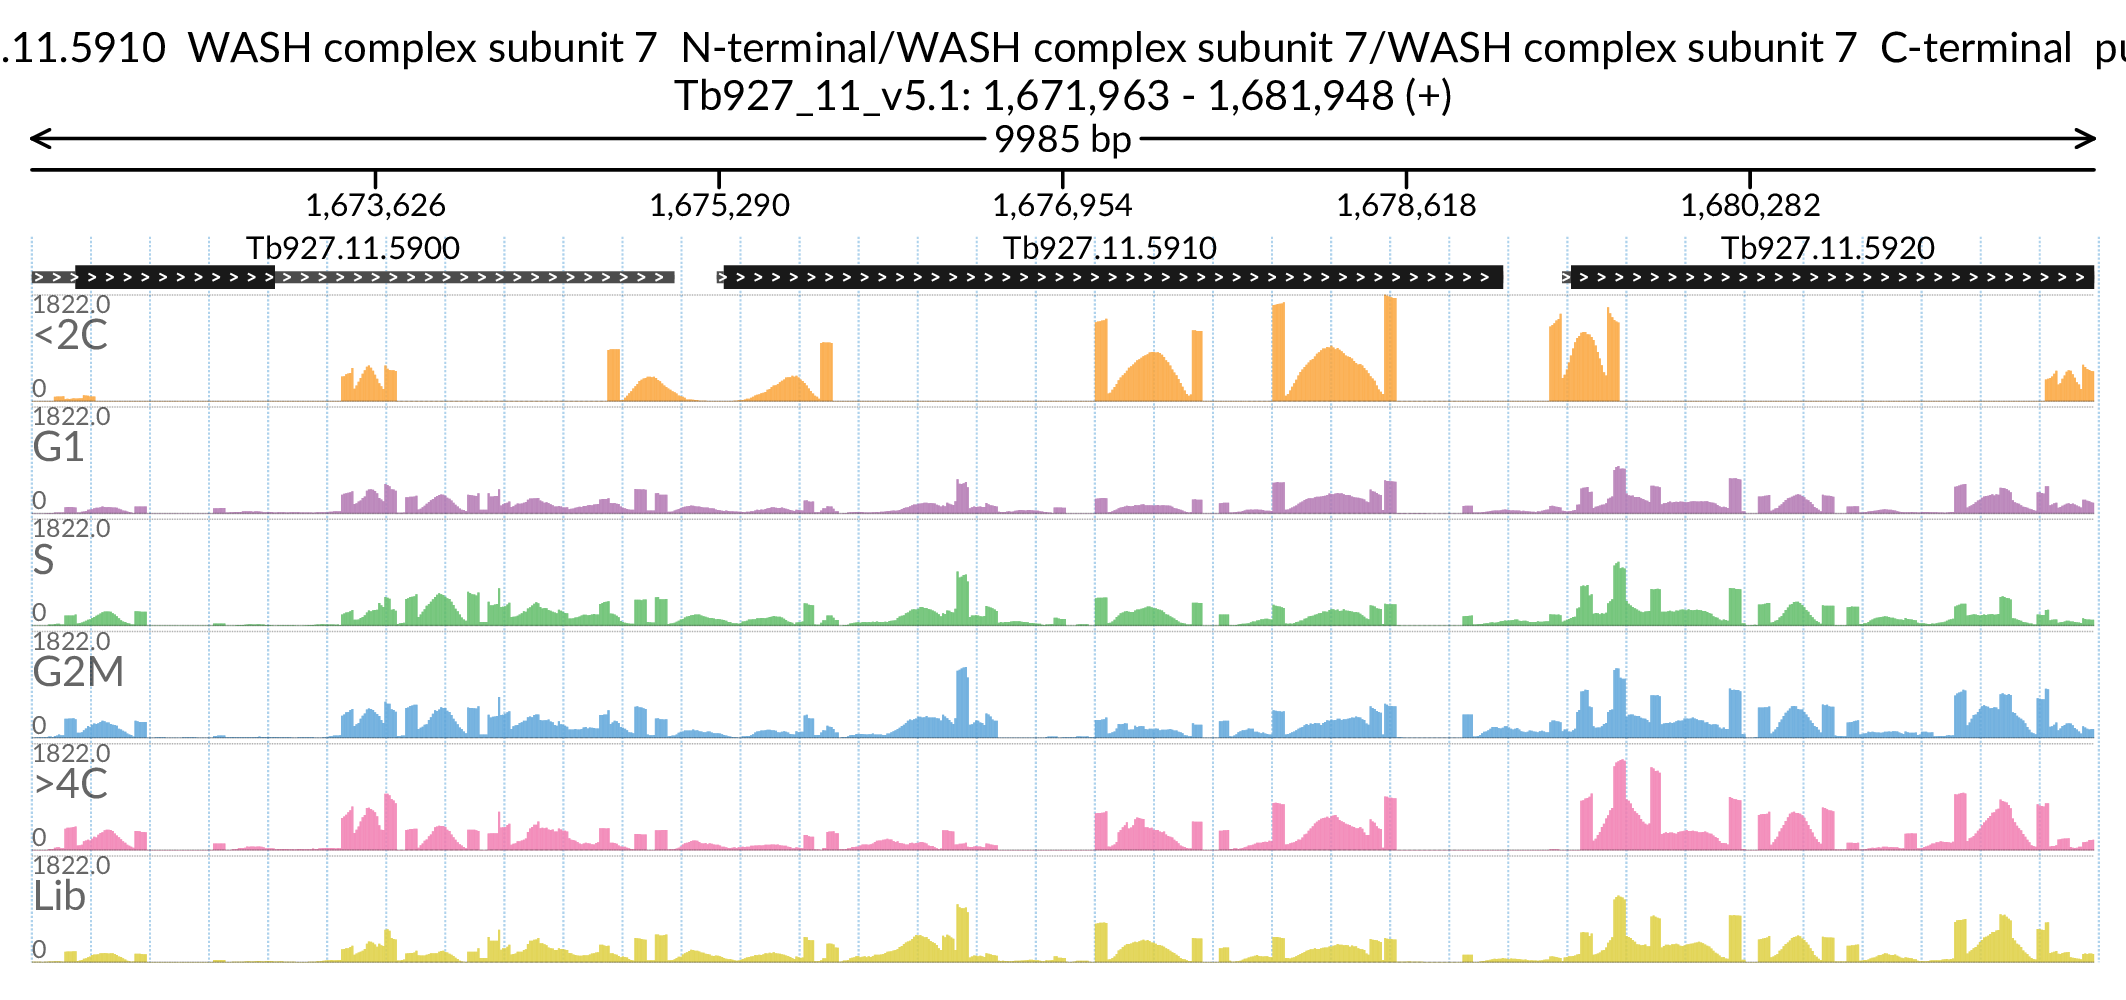 .11.5910 WASH complex subunit 7 N-terminal/WASH complex subunit 7/WASH complex subunit 7 C-terminal pu
Tb927_11_v5.1: 1,671,963 - 1,681,948 (+)
9985 bp
1,673,626 1,675,290 1,676,954 1,678,618 1,680,282
Tb927.11.5900 Tb927.11.5910 Tb927.11.5920
1822.0
<2C
0
1822.0
G1
0
1822.0
S
0
1822.0
G2M
0
1822.0
>4C
0
1822.0
Lib
0